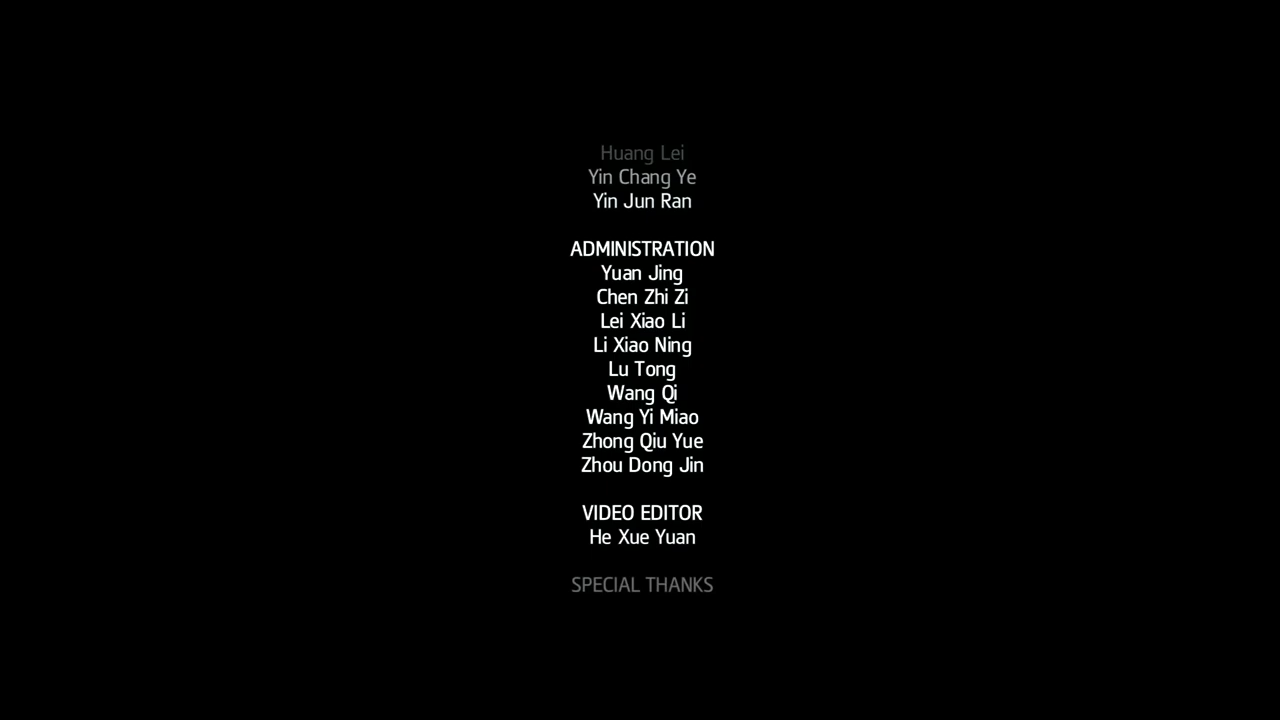 Huang Lei
Yin Chang Ye
Yin Jun Ran
ADMINISTRATION
Yuan Jing
Chen Zhi Zi
Lei Xiao Li
Li Xiao Ning
Lu Tong
Wang Qi
Wang Yi Miao
Zhong Qiu Yue
Zhou Dong Jin
VIDEO EDITOR
He Xue Yuan
SPECIAL THANKS